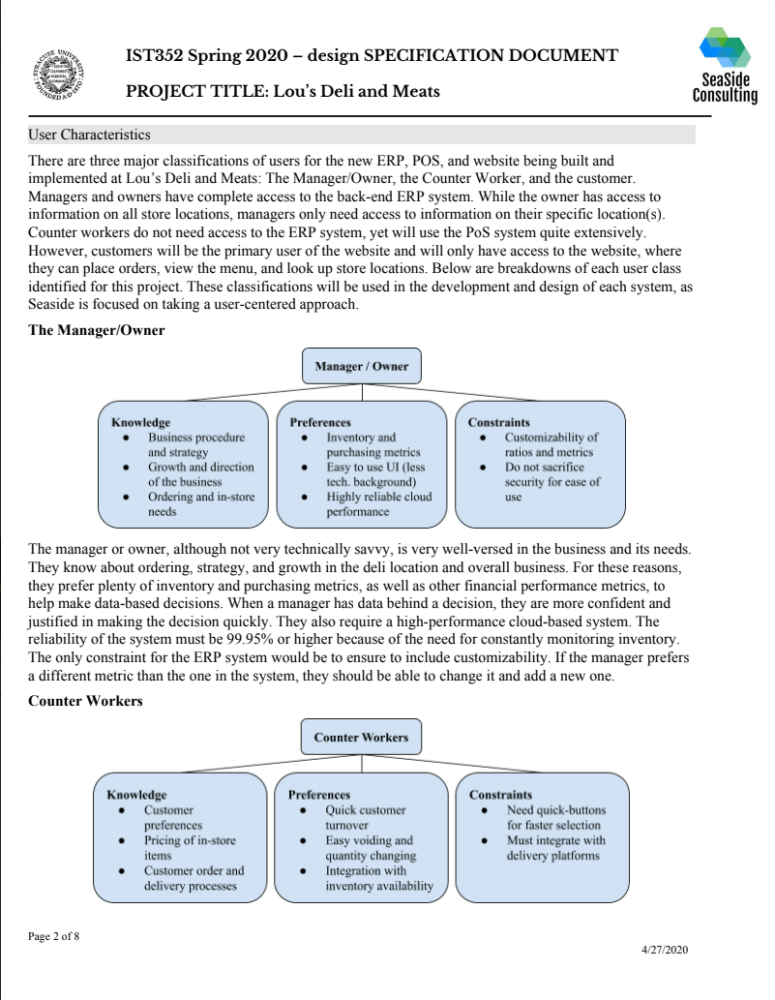 IST352 Spring 2020 – design SPECIFICATION DOCUMENT
PROJECT TITLE: Lou's Deli and Meats
SeaSide
Consulting
User Characteristics
There are three major classifications of users for the new ERP, POS, and website being built and
implemented at Lou's Deli and Meats: The Manager/Owner, the Counter Worker, and the customer.
Managers and owners have complete access to the back-end ERP system. While the owner has access to
information on all store locations, managers only need access to information on their specific location(s).
Counter workers do not need access to the ERP system, yet will use the PoS system quite extensively.
However, customers will be the primary user of the website and will only have access to the website, where
they can place orders, view the menu, and look up store locations. Below are breakdowns of each user class
identified for this project. These classifications will be used in the development and design of each system, as
Seaside is focused on taking a user-centered approach.
The Manager/Owner
Manager / Owner
Knowledge
● Business procedure
and strategy
● Growth and direction
of the business
● Ordering and in-store
needs
Preferences
● Inventory and
purchasing metrics
● Easy to use UI (less
tech. background)
● Highly reliable cloud
performance
Constraints
● Customizability of
ratios and metrics
● Do not sacrifice
security for ease of
use
The manager or owner, although not very technically savvy, is very well-versed in the business and its needs.
They know about ordering, strategy, and growth in the deli location and overall business. For these reasons,
they prefer plenty of inventory and purchasing metrics, as well as other financial performance metrics, to
help make data-based decisions. When a manager has data behind a decision, they are more confident and
justified in making the decision quickly. They also require a high-performance cloud-based system. The
reliability of the system must be 99.95% or higher because of the need for constantly monitoring inventory.
The only constraint for the ERP system would be to ensure to include customizability. If the manager prefers
a different metric than the one in the system, they should be able to change it and add a new one.
Counter Workers
Counter Workers
Knowledge
● Customer
preferences
● Pricing of in-store
items
● Customer order and
delivery processes
Preferences
● Quick customer
turnover
● Easy voiding and
quantity changing
● Integration with
inventory availability
Constraints
● Need quick-buttons
for faster selection
● Must integrate with
delivery platforms
Page 2 of 8
4/27/2020